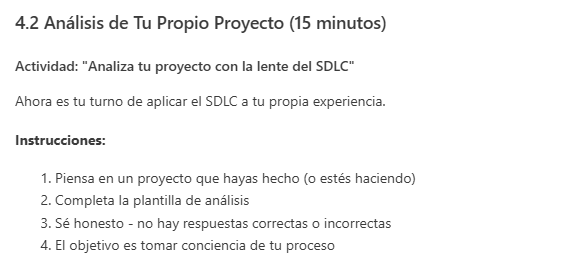 4.2 Análisis de Tu Propio Proyecto (15 minutos)
Actividad: "Analiza tu proyecto con la lente del SDLC"
Ahora es tu turno de aplicar el SDLC a tu propia experiencia.
Instrucciones:
1. Piensa en un proyecto que hayas hecho (o estés haciendo)
2. Completa la plantilla de análisis
3. Sé honesto - no hay respuestas correctas o incorrectas
4. El objetivo es tomar conciencia de tu proceso